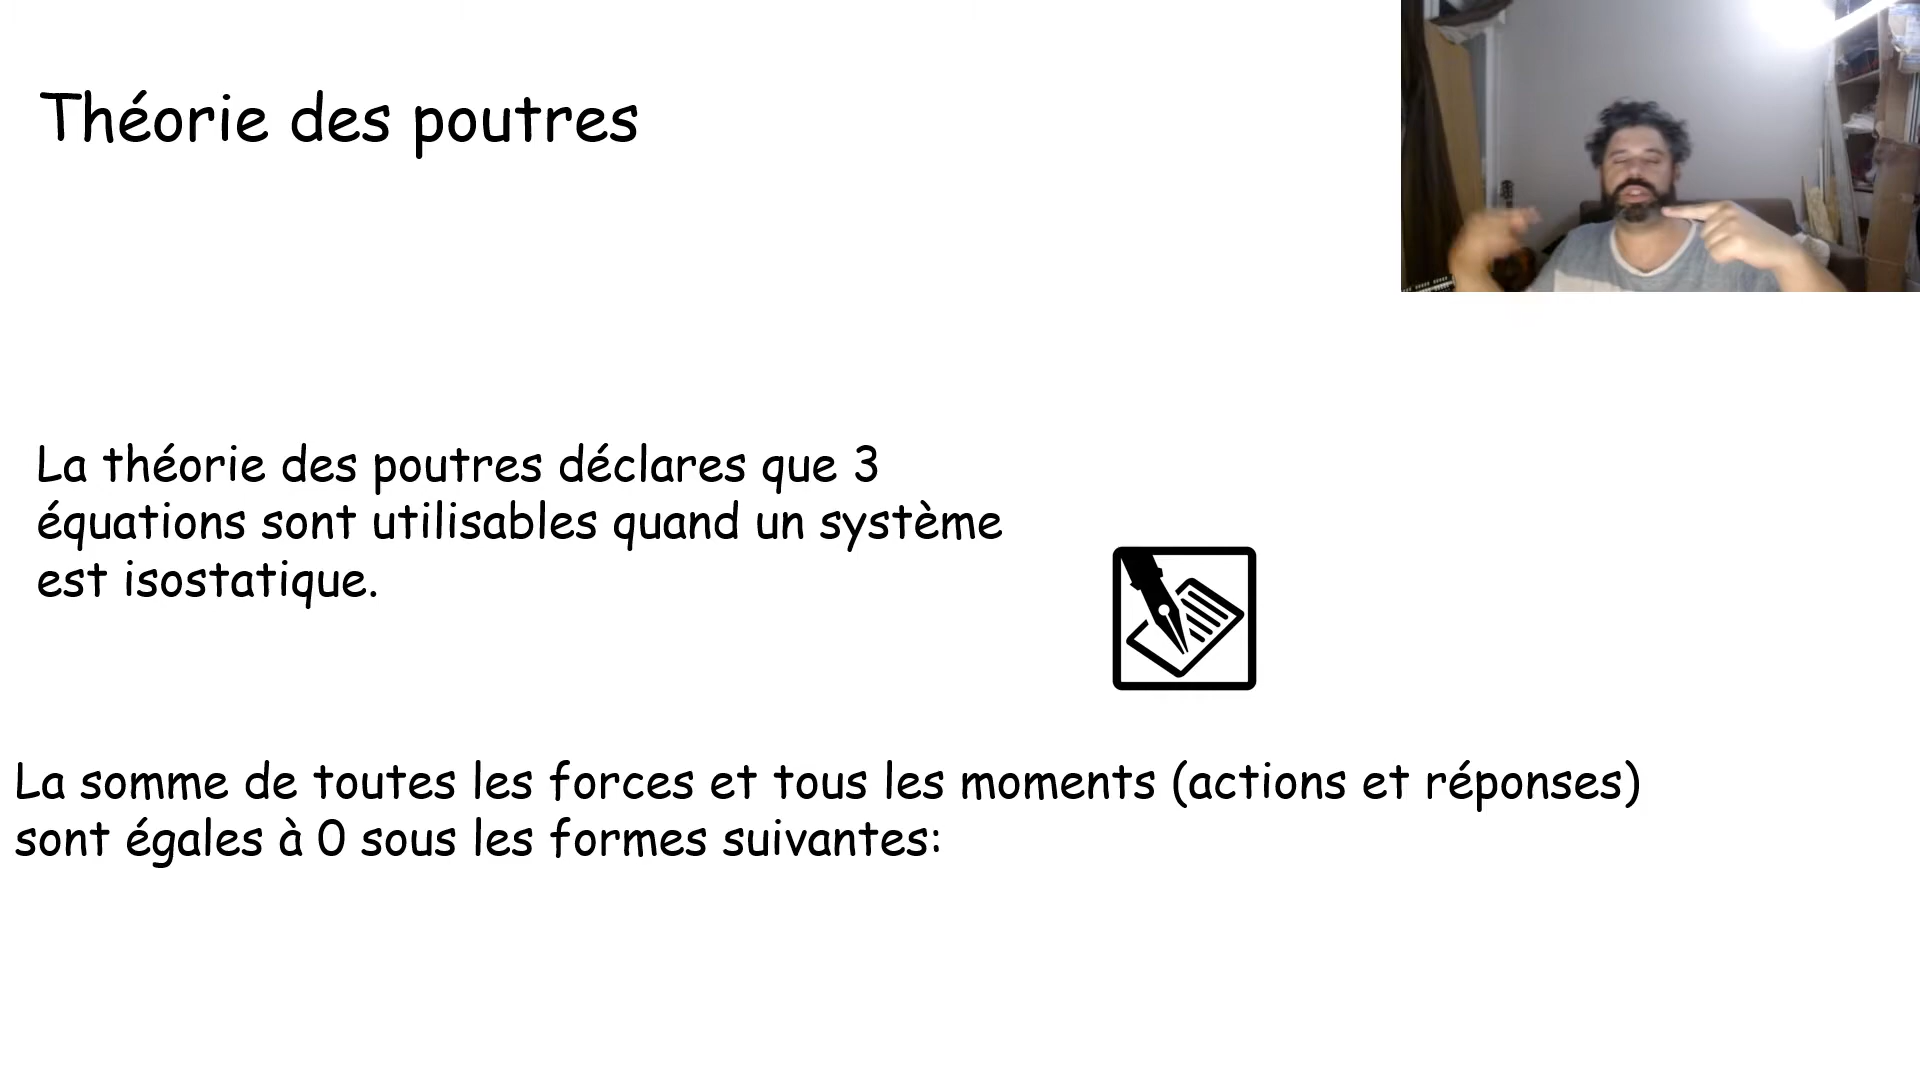 Théorie des poutres
La théorie des poutres déclares que 3
équations sont utilisables quand un système
est isostatique.
La somme de toutes les forces et tous les moments (actions et réponses)
sont égales à 0 sous les formes suivantes: